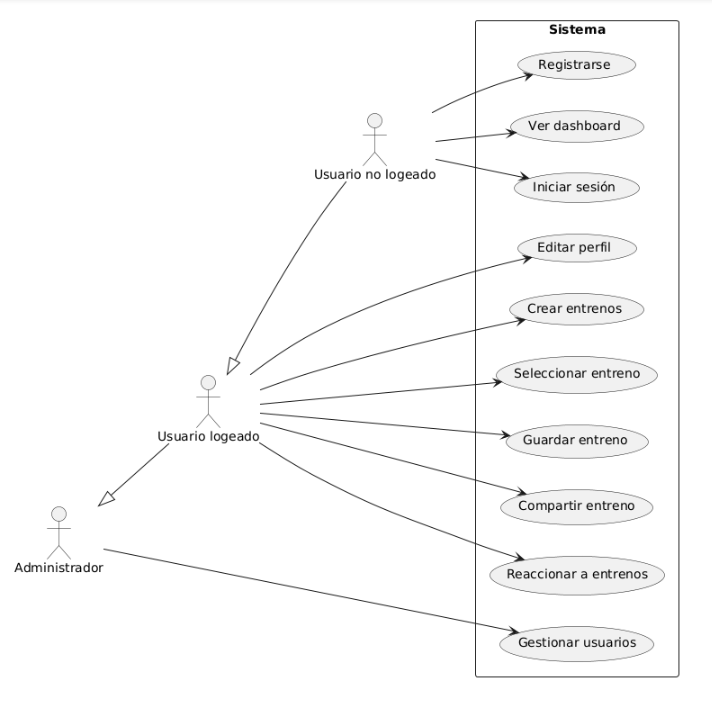 Sistema
Registrarse
Ver dashboard
Usuario no logeado
Iniciar sesión
Editar perfil
Crear entrenos
Seleccionar entreno
Usuario logeado
Guardar entreno
Compartir entreno
Administrador
Reaccionar a entrenos
Gestionar usuarios